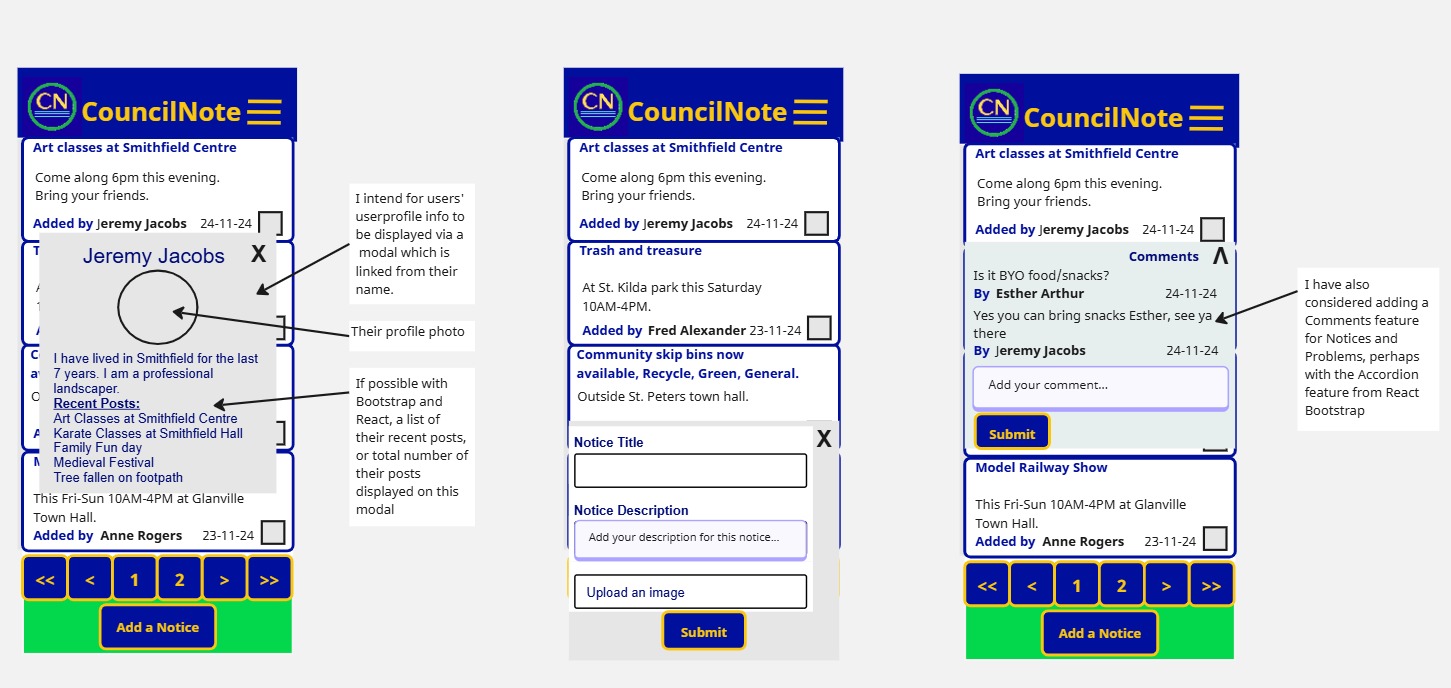 CN
CouncilNote
Art classes at Smithfield Centre
Come along 6pm this evening.
Bring your friends.
Added by Jeremy Jacobs 24-11-24
Jeremy Jacobs X
I have lived in Smithfield for the last
7 years. I am a professional
landscaper.
Recent Posts:
Art Classes at Smithfield Centre
Karate Classes at Smithfield Hall
Family Fun day
Medieval Festival
Tree fallen on footpath
This Fri-Sun 10AM-4PM at Glanville
Town Hall.
Added by Anne Rogers 23-11-24
<< < 1 2 > >>
Add a Notice
I intend for users'
userprofile info to
be displayed via a
modal which is
linked from their
name.
Their profile photo
If possible with
Bootstrap and
React, a list of
their recent posts,
or total number of
their posts
displayed on this
modal
CN
CouncilNote
Art classes at Smithfield Centre
Come along 6pm this evening.
Bring your friends.
Added by Jeremy Jacobs 24-11-24
Trash and treasure
At St. Kilda park this Saturday
10AM-4PM.
Added by Fred Alexander 23-11-24
Community skip bins now
available, Recycle, Green, General.
Outside St. Peters town hall.
X
Notice Title
Notice Description
Add your description for this notice...
Upload an image
Submit
CN
CouncilNote
Art classes at Smithfield Centre
Come along 6pm this evening.
Bring your friends.
Added by Jeremy Jacobs 24-11-24
Comments
Is it BYO food/snacks?
By Esther Arthur 24-11-24
Yes you can bring snacks Esther, see ya
there
By Jeremy Jacobs 24-11-24
Add your comment...
Submit
Model Railway Show
This Fri-Sun 10AM-4PM at Glanville
Town Hall.
Added by Anne Rogers 23-11-24
<< < 1 2 > >>
Add a Notice
I have also
considered adding a
Comments feature
for Notices and
Problems, perhaps
with the Accordion
feature from React
Bootstrap